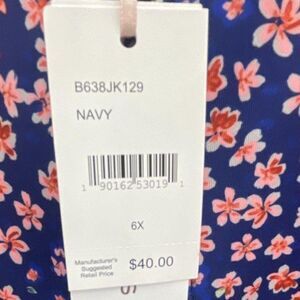 B638JK129
NAVY
1 90162 53019 1
6X
Manufacturer's
Suggested
Retail Price
$40.00